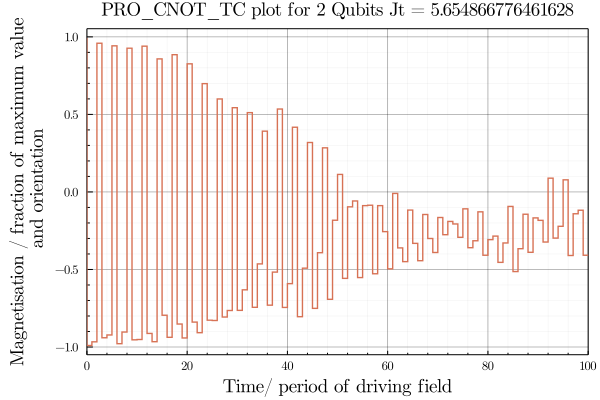 PRO_CNOT_TC plot for 2 Qubits Jt = 5.654866776461628
Magnetisation / fraction of maximum value
and orientation
1.0
0.5
0.0
−0.5
−1.0
0 20 40 60 80 100
Time/ period of driving field